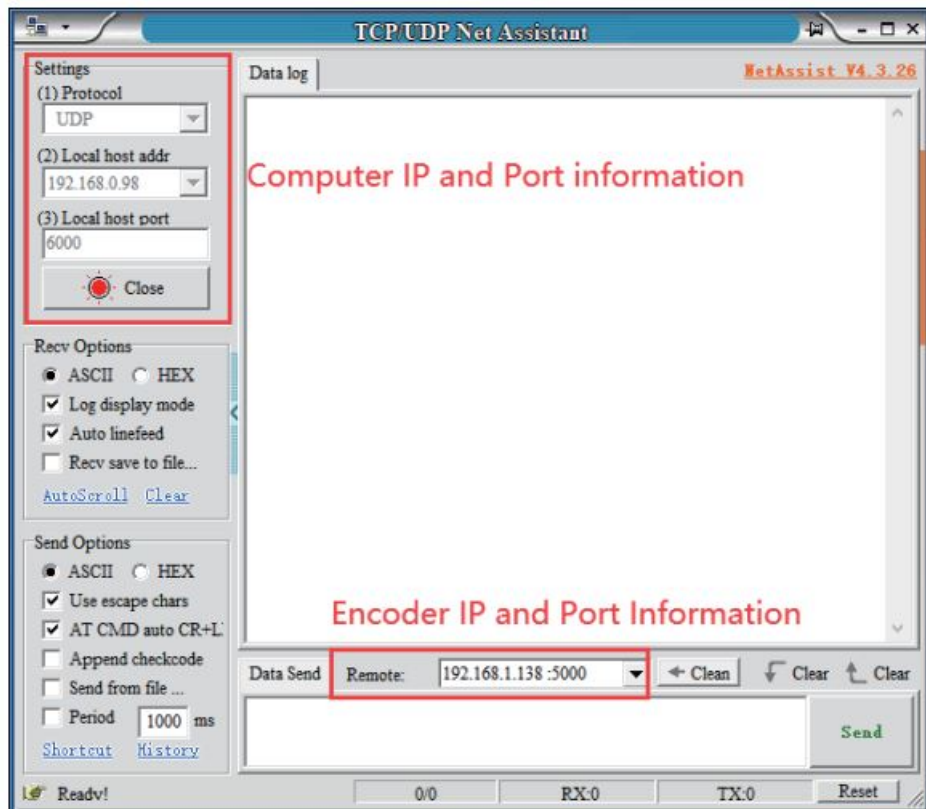 TCP/UDP Net Assistant
Settings
(1) Protocol
UDP
(2) Local host addr
192.168.0.98
(3) Local host port
6000
Close
Recv Options
ASCII HEX
Log display mode
Auto linefeed
Recv save to file...
AutoScroll Clear
Send Options
ASCII HEX
Use escape chars
AT CMD auto CR+L
Append checkcode
Send from file ...
Period 1000 ms
Shortcut History
Data log
NetAssist V4.3.26
Computer IP and Port information
Encoder IP and Port Information
Data Send Remote: 192.168.1.138 :5000 Clean Clear Clear
Send
Ready! 0/0 RX:0 TX:0 Reset